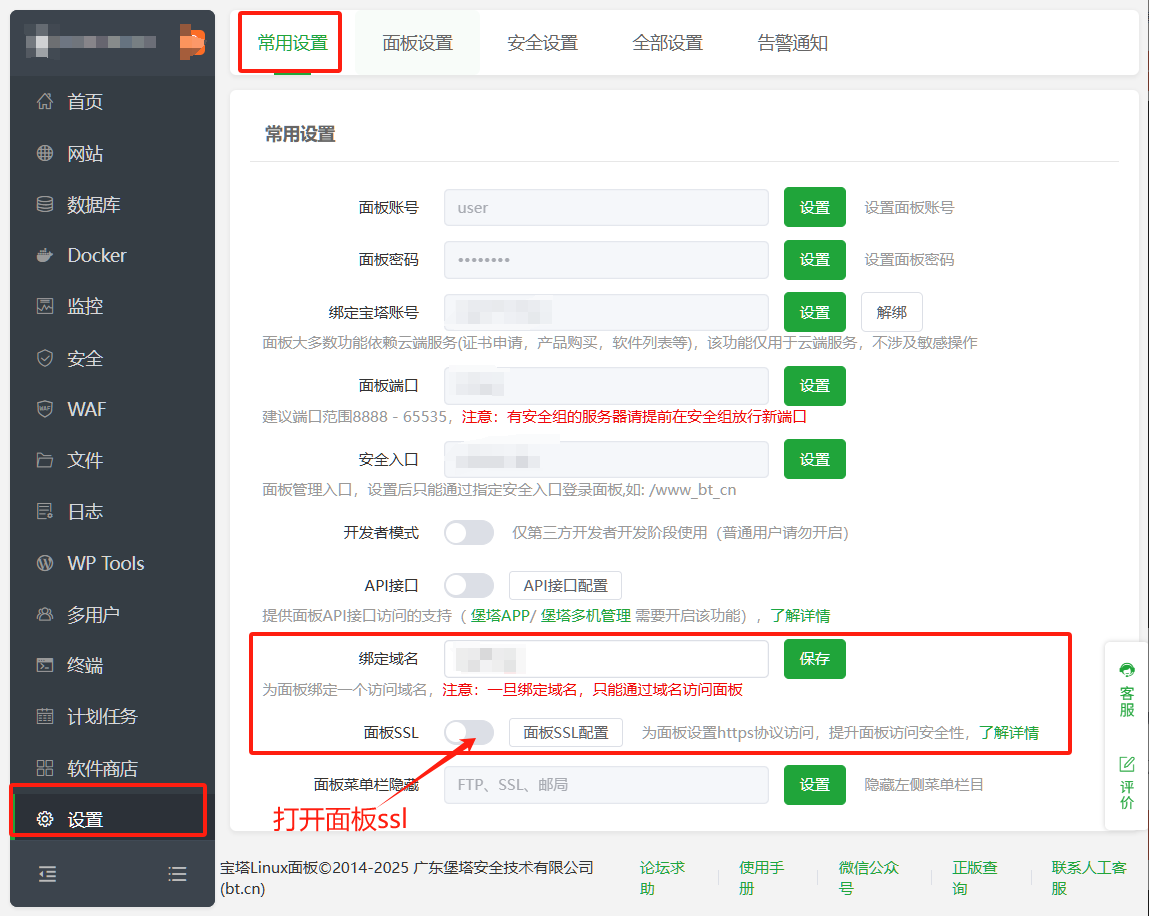 常用设置
面板设置
安全设置
全部设置
告警通知
首页
网站
数据库
Docker
监控
安全
WAF
文件
日志
WP Tools
多用户
终端
计划任务
软件商店
设置
常用设置
面板账号 user 设置 设置面板账号
面板密码 •••••••• 设置 设置面板密码
绑定宝塔账号 设置 解绑
面板大多数功能依赖云端服务(证书申请，产品购买，软件列表等)，该功能仅用于云端服务，不涉及敏感操作
面板端口 设置
建议端口范围8888 - 65535，注意：有安全组的服务器请提前在安全组放行新端口
安全入口 设置
面板管理入口，设置后只能通过指定安全入口登录面板,如: /www_bt_cn
开发者模式 仅第三方开发者开发阶段使用（普通用户请勿开启）
API接口 API接口配置
提供面板API接口访问的支持（ 堡塔APP/ 堡塔多机管理 需要开启该功能），了解详情
绑定域名 保存
为面板绑定一个访问域名，注意：一旦绑定域名，只能通过域名访问面板
面板SSL 面板SSL配置 为面板设置https协议访问，提升面板访问安全性，了解详情
面板菜单栏隐藏 FTP、SSL、邮局 设置 隐藏左侧菜单栏目
打开面板ssl
客服
评价
宝塔Linux面板©2014-2025 广东堡塔安全技术有限公司
(bt.cn)
论坛求
助
使用手
册
微信公众
号
正版查
询
联系人工客
服